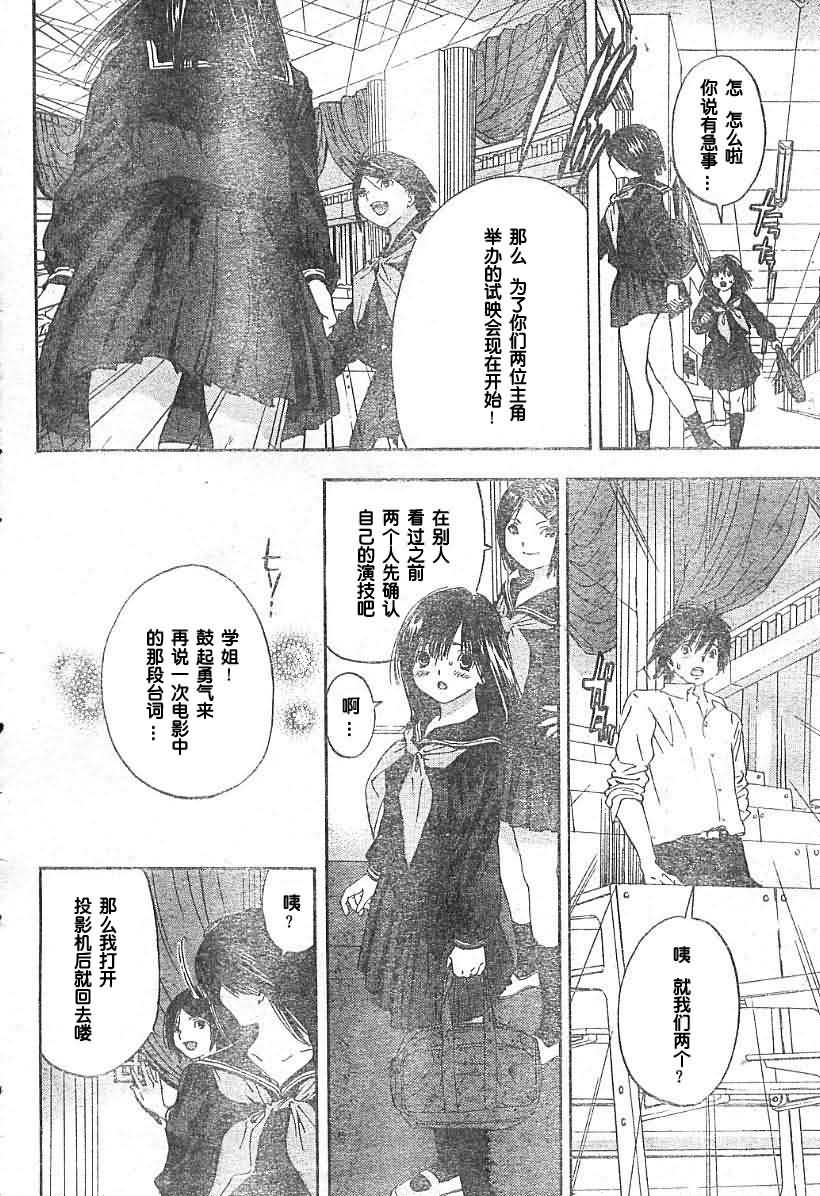 怎 怎么啦
你说有急事…
那么 为了你们两位主角
举办的试映会现在开始！
咦 就我们两个？
在别人
看过之前
两个人先确认
自己的演技吧
啊…
学姐！
鼓起勇气来
再说一次电影中
的那段台词…
咦？
那么我打开
投影机后就回去喽